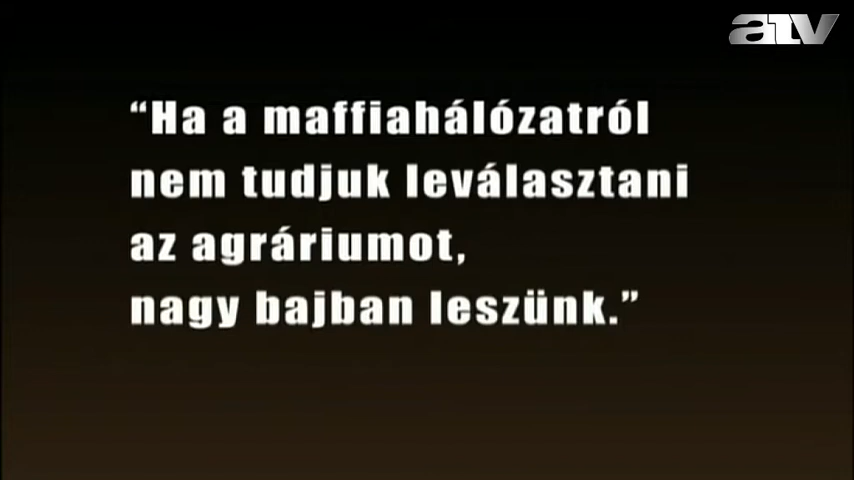 atv
“Ha a maffiahálózatról
nem tudjuk leválasztani
az agráriumot,
nagy bajban leszünk.”